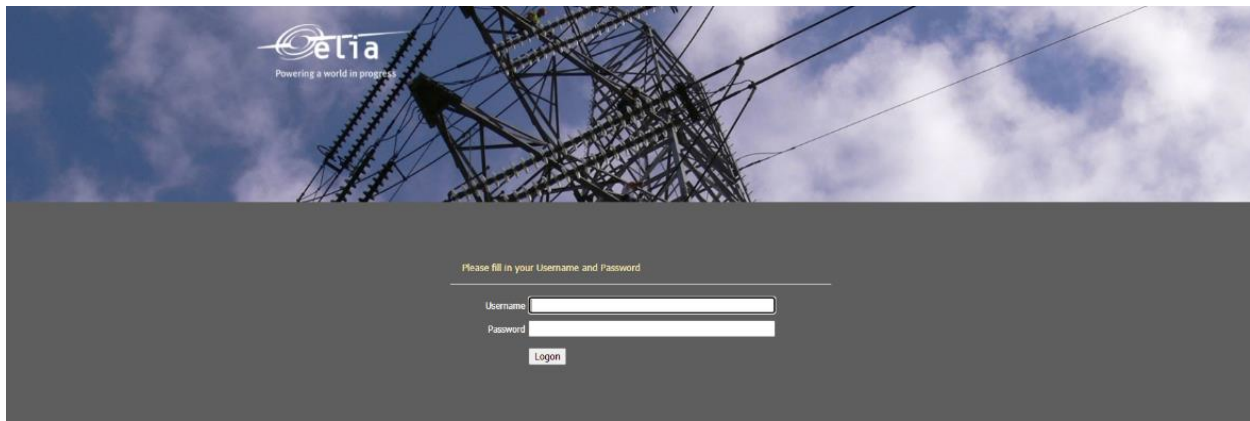 elia
Powering a world in progress
Please fill in your Username and Password
Username
Password
Logon